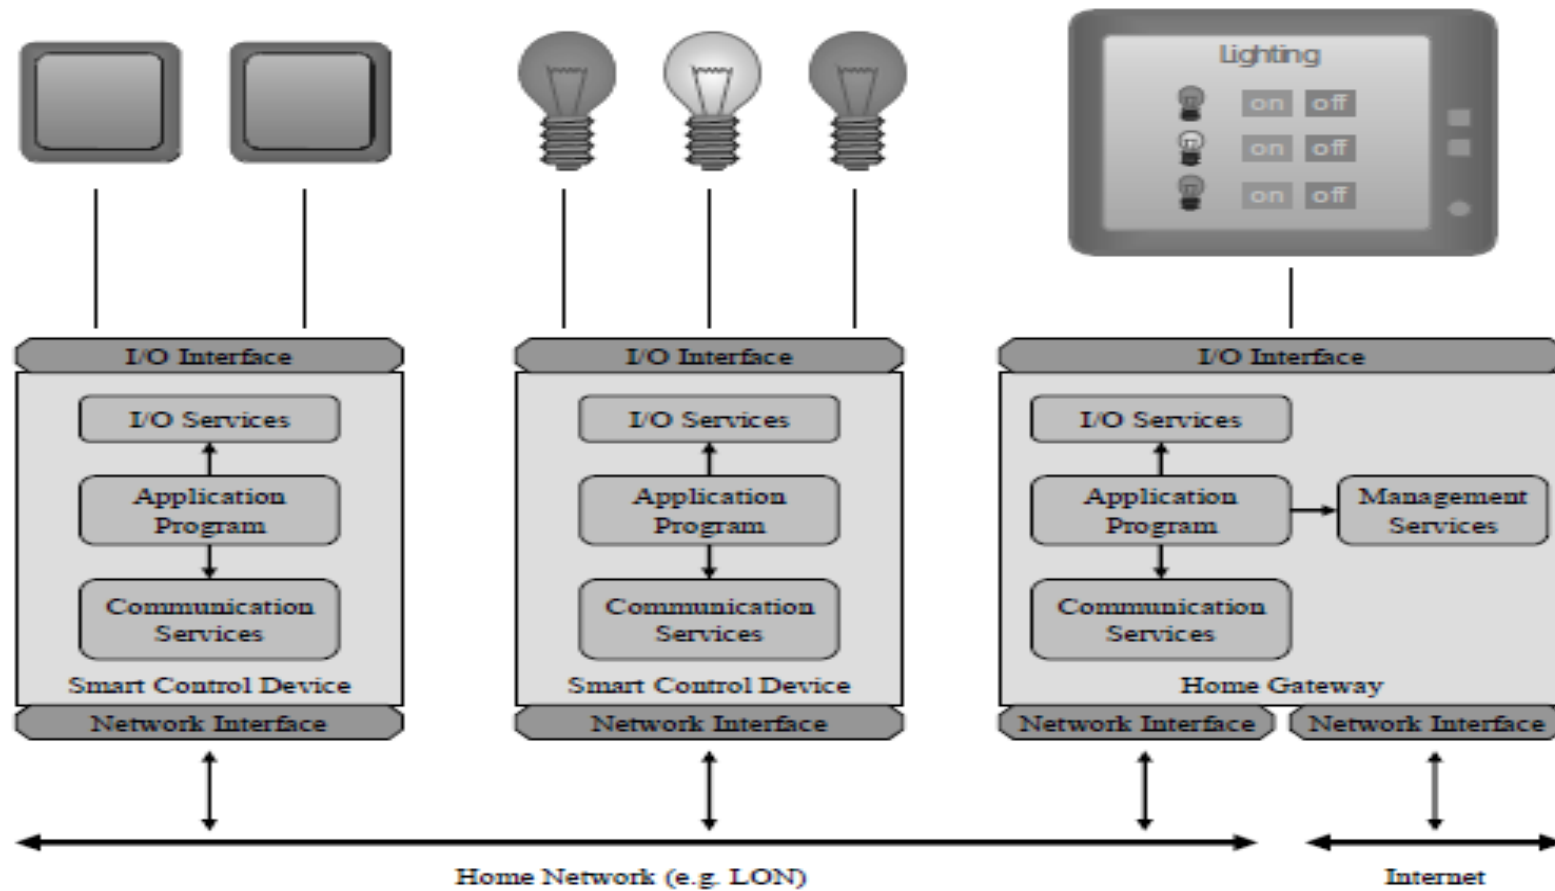 Lighting
on off
on off
on off
I/O Interface
I/O Services
Application
Program
Communication
Services
Smart Control Device
Network Interface
I/O Interface
I/O Services
Application
Program
Communication
Services
Smart Control Device
Network Interface
I/O Interface
I/O Services
Application
Program
Management
Services
Communication
Services
Home Gateway
Network Interface
Network Interface
Home Network (e.g. LON)
Internet